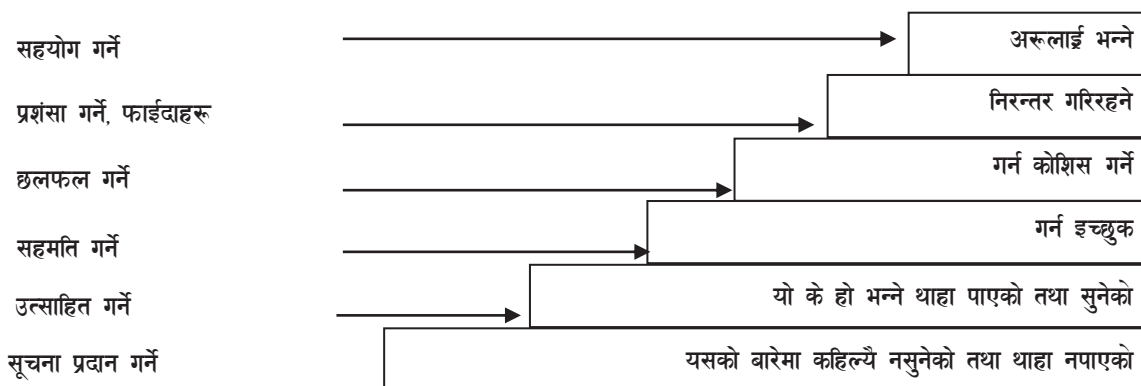 सहयोग गर्ने
अरूलाई भन्ने
प्रशंसा गर्ने, फाईदाहरू
निरन्तर गरिरहने
छलफल गर्ने
गर्न कोशिस गर्ने
सहमति गर्ने
गर्न इच्छुक
उत्साहित गर्ने
यो के हो भन्ने थाहा पाएको तथा सुनेको
सूचना प्रदान गर्ने
यसको बारेमा कहिल्यै नसुनेको तथा थाहा नपाएको